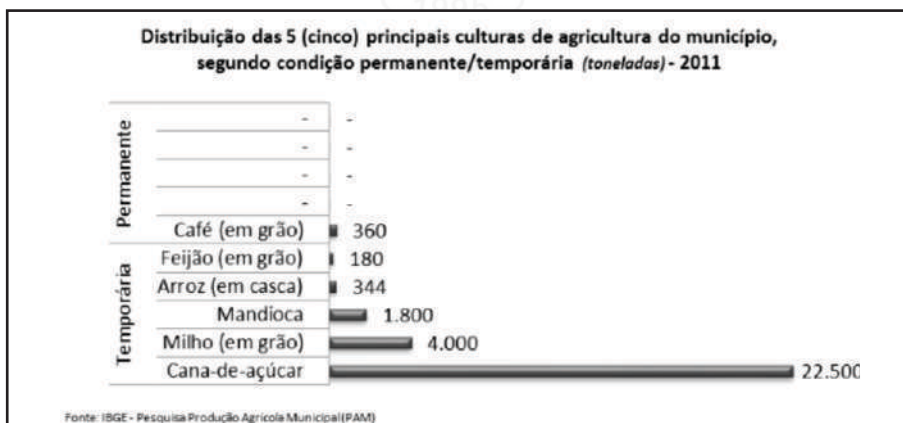 Distribuição das 5 (cinco) principais culturas de agricultura do município,
segundo condição permanente/temporária (toneladas) - 2011
Permanente
- -
- -
- -
- -
Café (em grão) 360
Temporária
Feijão (em grão) 180
Arroz (em casca) 344
Mandioca 1.800
Milho (em grão) 4.000
Cana-de-açúcar 22.500
Fonte: IBGE - Pesquisa Produção Agrícola Municipal(PAM)